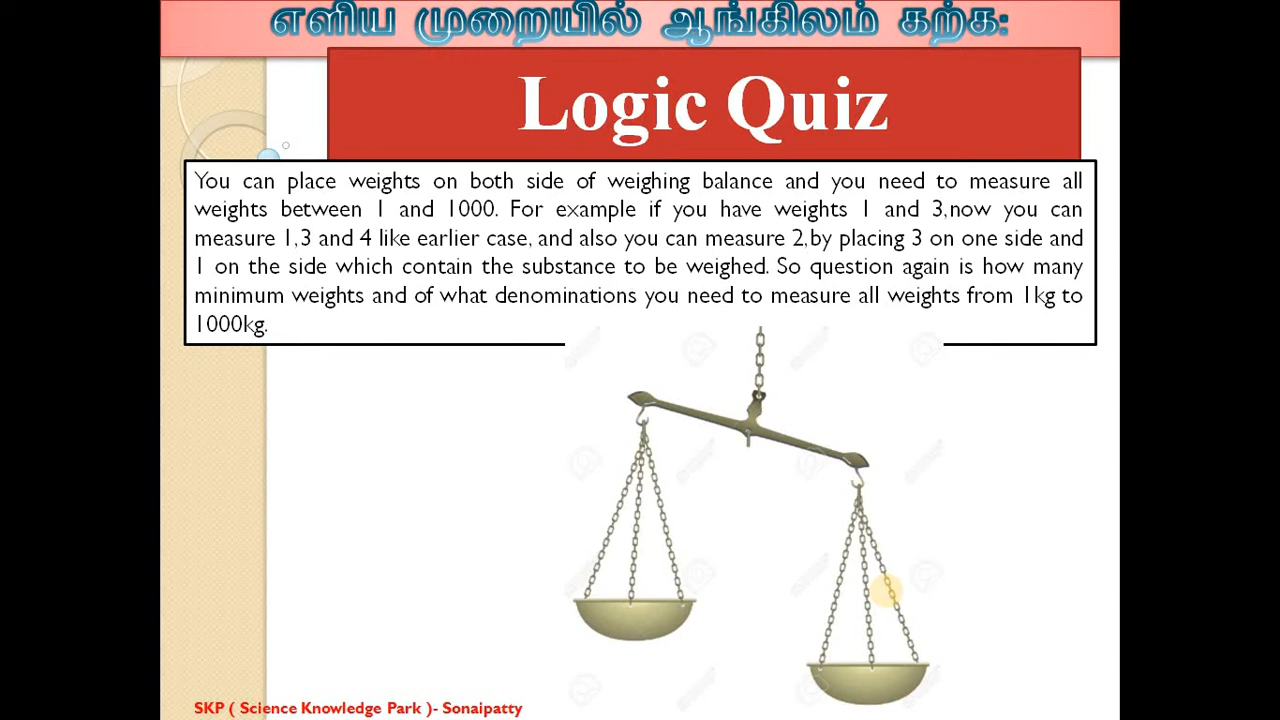 எளிய முறையில் ஆங்கிலம் கற்க:
Logic Quiz
You can place weights on both side of weighing balance and you need to measure all
weights between 1 and 1000. For example if you have weights 1 and 3,now you can
measure 1,3 and 4 like earlier case, and also you can measure 2,by placing 3 on one side and
1 on the side which contain the substance to be weighed. So question again is how many
minimum weights and of what denominations you need to measure all weights from 1kg to
1000kg.
SKP ( Science Knowledge Park )- Sonaipatty